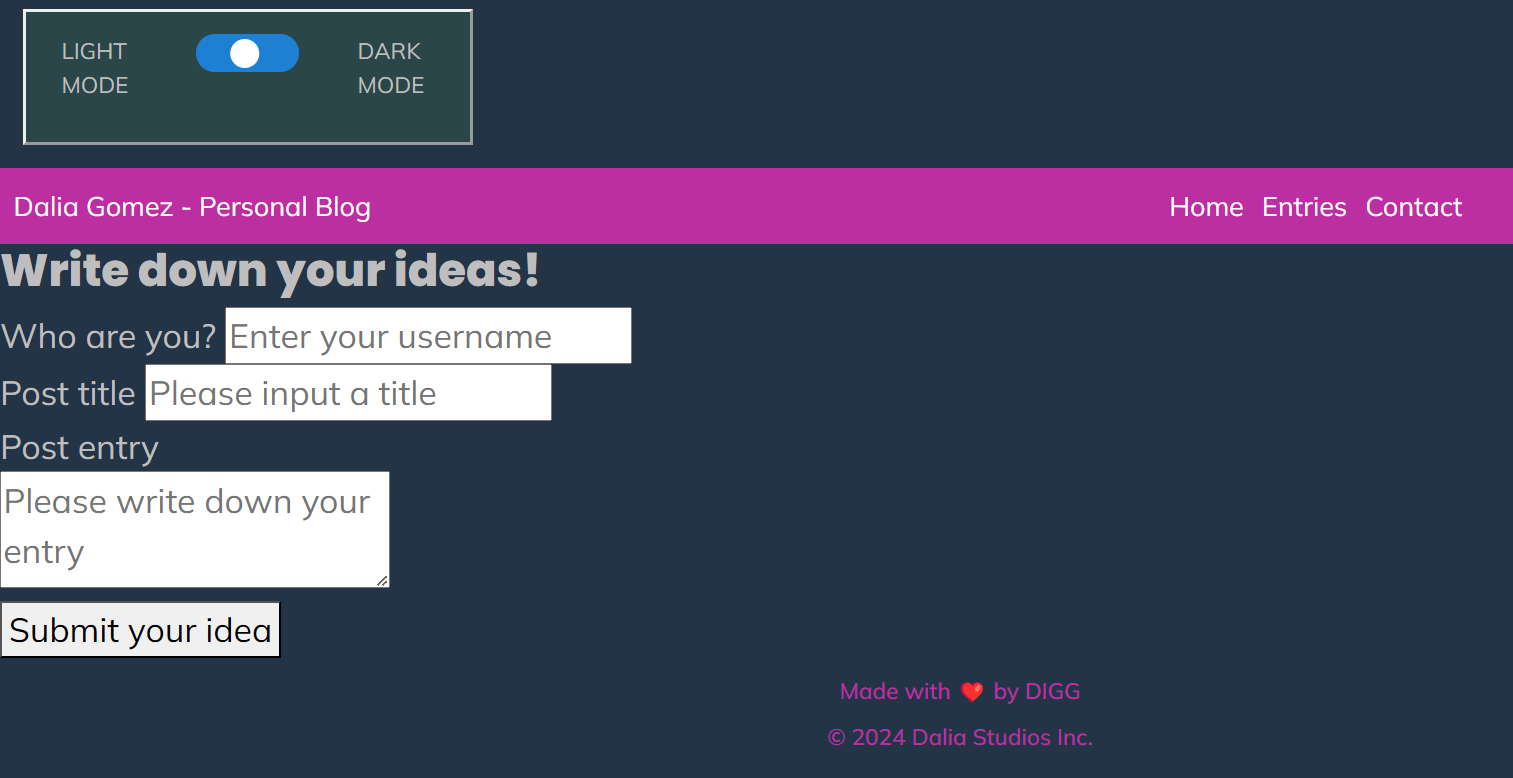 LIGHT MODE
DARK MODE
Dalia Gomez - Personal Blog
Home Entries Contact
Write down your ideas!
Who are you? Enter your username
Post title Please input a title
Post entry
Please write down your
entry
Submit your idea
Made with ❤️ by DIGG
© 2024 Dalia Studios Inc.